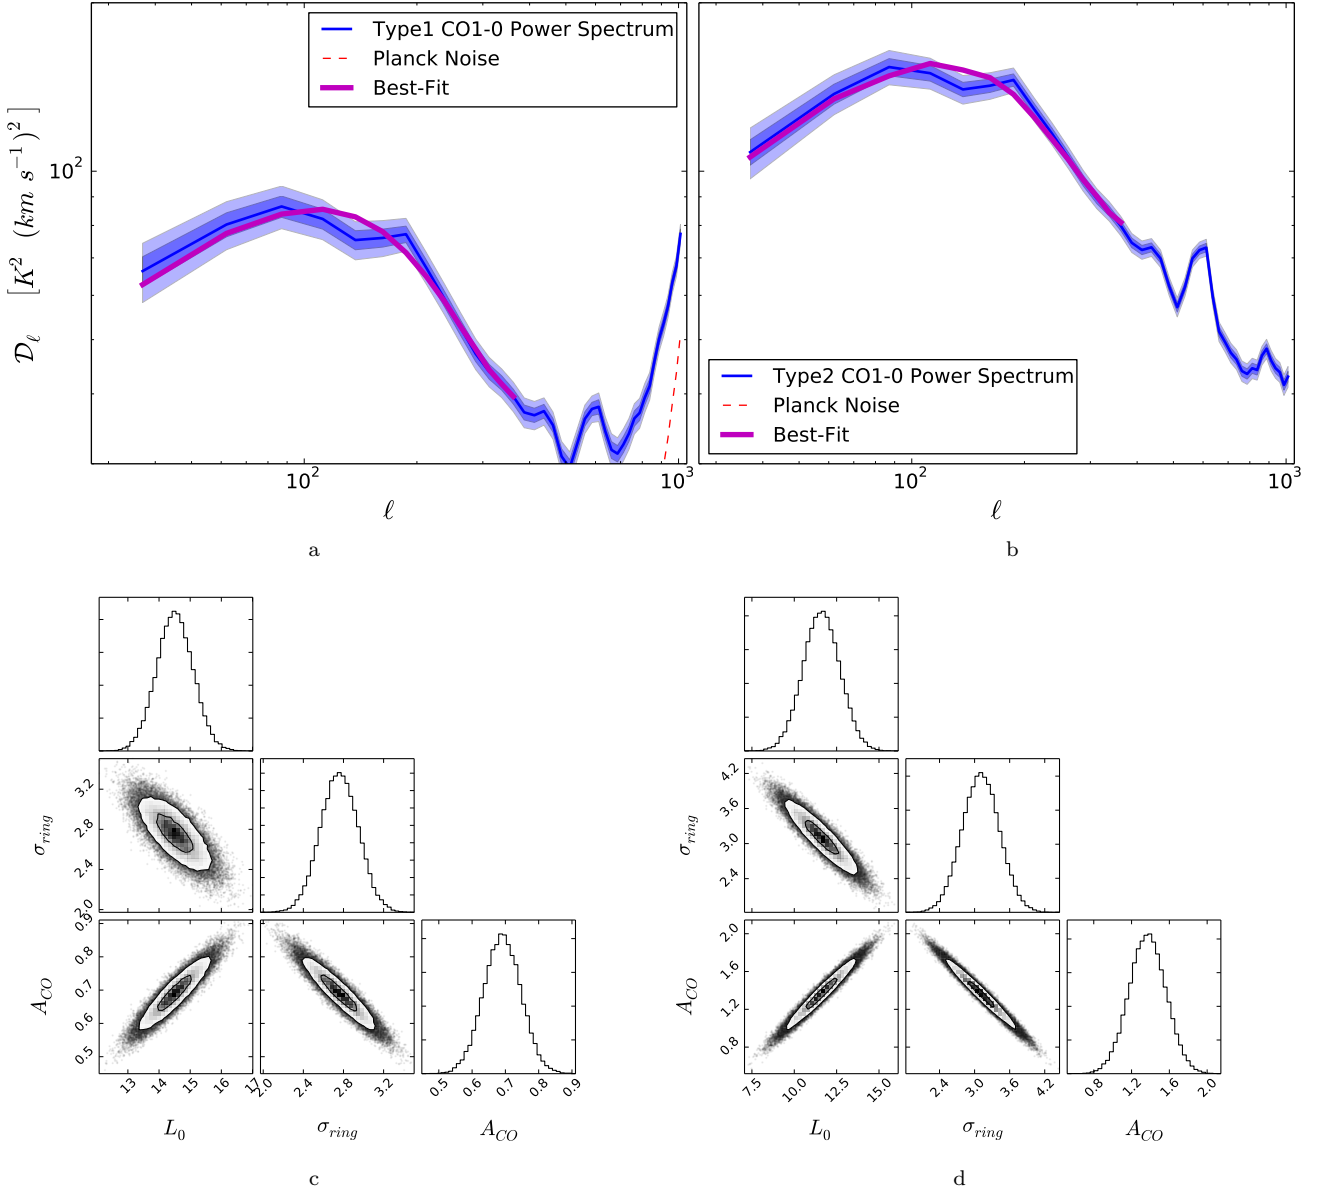 Type1 CO1-0 Power Spectrum
Planck Noise
Best-Fit
𝒟ℓ [K² (km s⁻¹)²]
10²
10² 10³
ℓ
a
Type2 CO1-0 Power Spectrum
Planck Noise
Best-Fit
10² 10³
ℓ
b
σring
3.2
2.8
2.4
2.0
ACO
0.9
0.8
0.7
0.6
0.5
13 14 15 16 17
2.0 2.4 2.8 3.2
0.5 0.6 0.7 0.8 0.9
L₀ σring ACO
c
σring
4.2
3.6
3.0
2.4
ACO
2.0
1.6
1.2
0.8
7.5 10.0 12.5 15.0
2.4 3.0 3.6 4.2
0.8 1.2 1.6 2.0
L₀ σring ACO
d